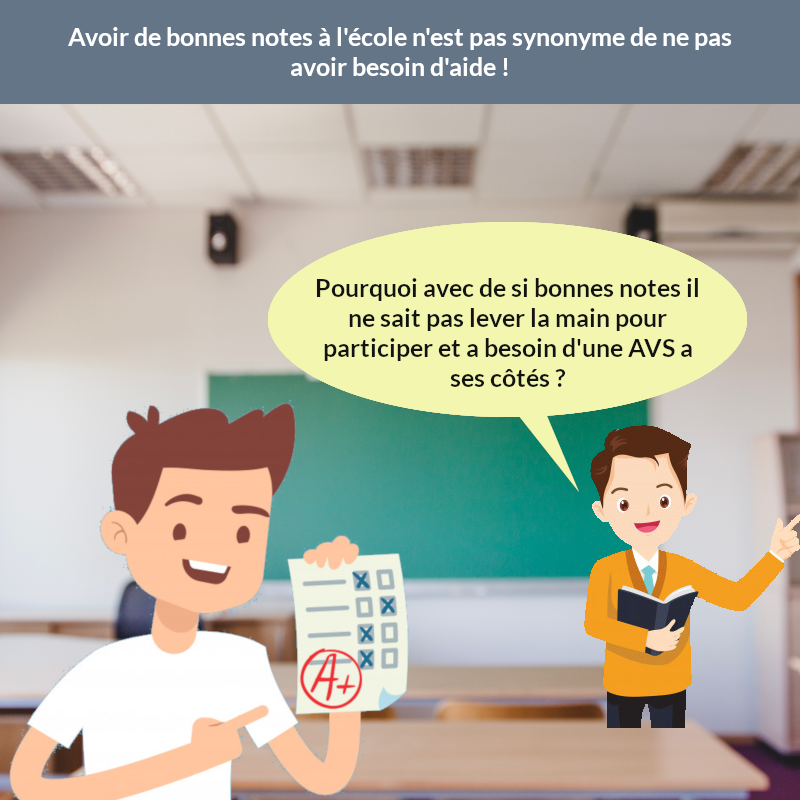 Avoir de bonnes notes à l'école n'est pas synonyme de ne pas
avoir besoin d'aide !
Pourquoi avec de si bonnes notes il
ne sait pas lever la main pour
participer et a besoin d'une AVS a
ses côtés ?
A+